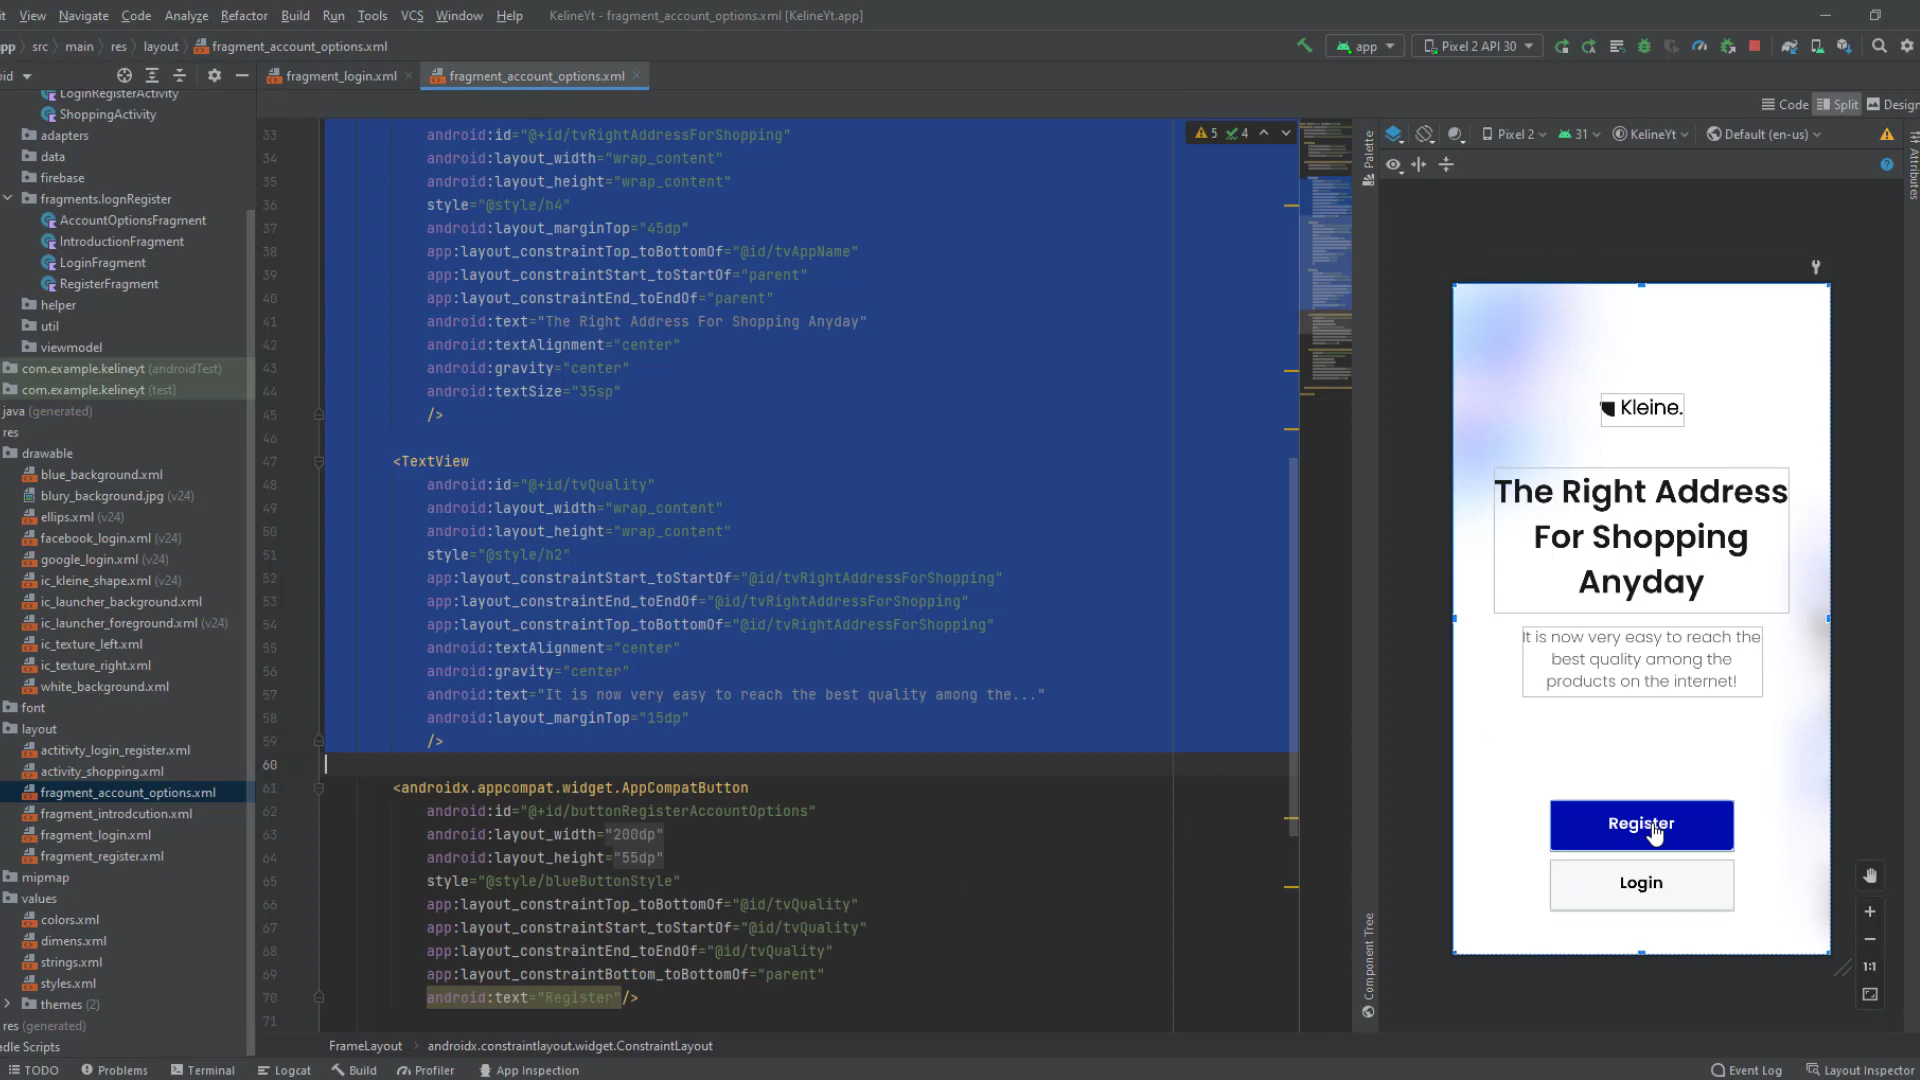 it View Navigate Code Analyze Refactor Build Run Tools VCS Window Help KelineYt - fragment_account_options.xml [KelineYt.app]
pp src main res layout fragment_account_options.xml app Pixel 2 API 30
id fragment_login.xml fragment_account_options.xml
Code Split Design
LoginRegisterActivity
ShoppingActivity
adapters
data
firebase
fragments.lognRegister
AccountOptionsFragment
IntroductionFragment
LoginFragment
RegisterFragment
helper
util
viewmodel
com.example.kelineyt (androidTest)
com.example.kelineyt (test)
java (generated)
res
drawable
blue_background.xml
blury_background.jpg (v24)
ellips.xml (v24)
facebook_login.xml (v24)
google_login.xml (v24)
ic_kleine_shape.xml (v24)
ic_launcher_background.xml
ic_launcher_foreground.xml (v24)
ic_texture_left.xml
ic_texture_right.xml
white_background.xml
font
layout
actitivty_login_register.xml
activity_shopping.xml
fragment_account_options.xml
fragment_introdcution.xml
fragment_login.xml
fragment_register.xml
mipmap
values
colors.xml
dimens.xml
strings.xml
styles.xml
themes (2)
res (generated)
adle Scripts
33 android:id="@+id/tvRightAddressForShopping"
34 android:layout_width="wrap_content"
35 android:layout_height="wrap_content"
36 style="@style/h4"
37 android:layout_marginTop="45dp"
38 app:layout_constraintTop_toBottomOf="@id/tvAppName"
39 app:layout_constraintStart_toStartOf="parent"
40 app:layout_constraintEnd_toEndOf="parent"
41 android:text="The Right Address For Shopping Anyday"
42 android:textAlignment="center"
43 android:gravity="center"
44 android:textSize="35sp"
45 />
46
47 <TextView
48 android:id="@+id/tvQuality"
49 android:layout_width="wrap_content"
50 android:layout_height="wrap_content"
51 style="@style/h2"
52 app:layout_constraintStart_toStartOf="@id/tvRightAddressForShopping"
53 app:layout_constraintEnd_toEndOf="@id/tvRightAddressForShopping"
54 app:layout_constraintTop_toBottomOf="@id/tvRightAddressForShopping"
55 android:textAlignment="center"
56 android:gravity="center"
57 android:text="It is now very easy to reach the best quality among the..."
58 android:layout_marginTop="15dp"
59 />
60
61 <androidx.appcompat.widget.AppCompatButton
62 android:id="@+id/buttonRegisterAccountOptions"
63 android:layout_width="200dp"
64 android:layout_height="55dp"
65 style="@style/blueButtonStyle"
66 app:layout_constraintTop_toBottomOf="@id/tvQuality"
67 app:layout_constraintStart_toStartOf="@id/tvQuality"
68 app:layout_constraintEnd_toEndOf="@id/tvQuality"
69 app:layout_constraintBottom_toBottomOf="parent"
70 android:text="Register"/>
71
5 4
FrameLayout androidx.constraintlayout.widget.ConstraintLayout
Palette
Component Tree
Pixel 2 31 KelineYt Default (en-us)
Attributes
Kleine.
The Right Address
For Shopping
Anyday
It is now very easy to reach the
best quality among the
products on the internet!
Register
Login
1:1
TODO Problems Terminal Logcat Build Profiler App Inspection Event Log Layout Inspector